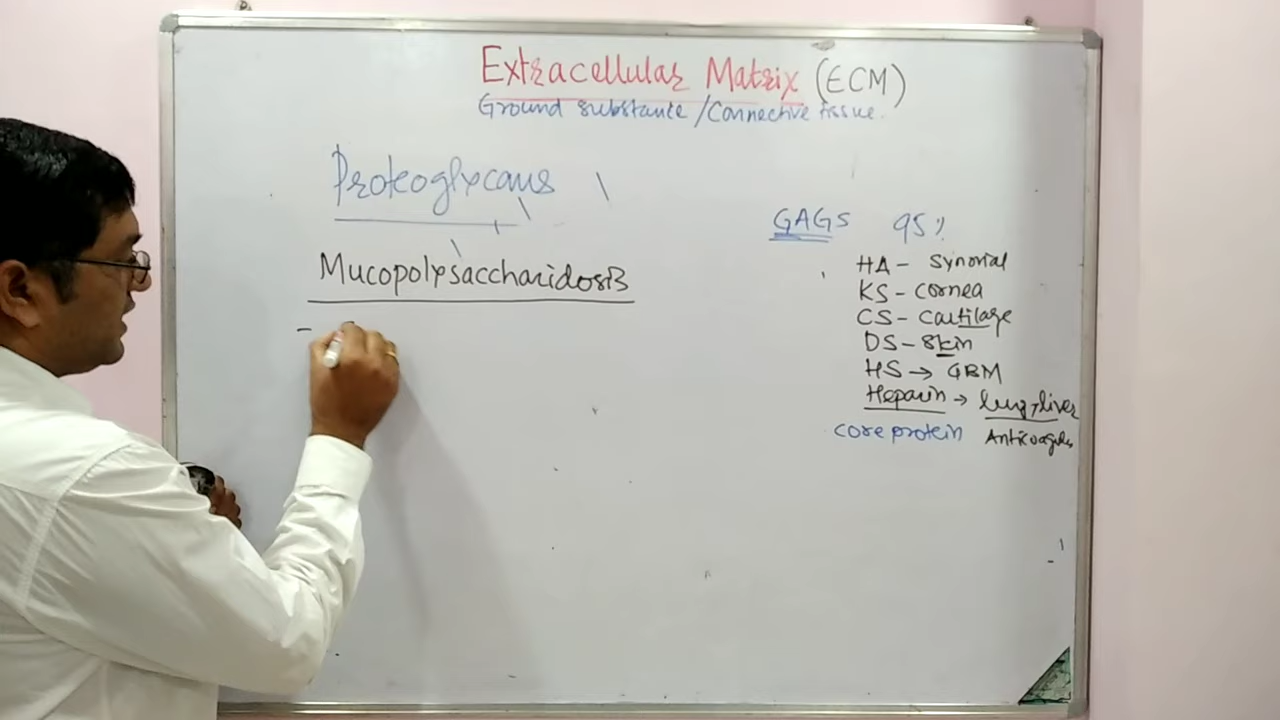 Extracellular Matrix (ECM)
Ground substance / Connective tissue.
Proteoglycans
Mucopolysaccharidosis
-
GAGS 95%
HA - Synovial
KS - Cornea
CS - Cartilage
DS - Skin
HS → GBM
Heparin → lung, liver
core protein Anticoagulant